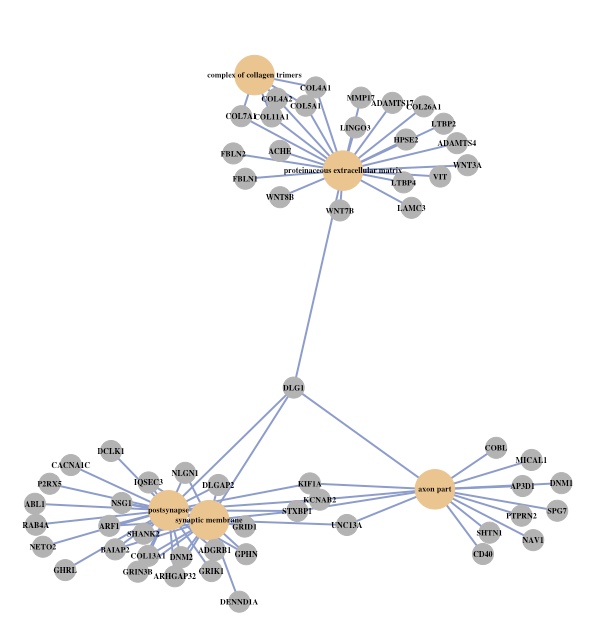 complex of collagen trimers
COL4A1
COL4A2
COL5A1
MMP17
ADAMTS17
COL26A1
COL7A1
COL11A1
LINGO3
LTBP2
HPSE2
ADAMTS4
FBLN2
ACHE
WNT3A
proteinaceous extracellular matrix
FBLN1
LTBP4
VIT
WNT8B
WNT7B
LAMC3
DLG1
DCLK1
COBL
CACNA1C
MICAL1
NLGN1
P2RX5
IQSEC3
DLGAP2
KIF1A
axon part
AP3D1
DNM1
ABL1
NSG1
KCNAB2
postsynapse
STXBP1
SPG7
synaptic membrane
PTPRN2
RAB4A
ARF1
GRID1
UNC13A
SHANK2
SHTN1
NAV1
NETO2
BAIAP2
COL13A1
DNM2
ADGRB1
GPHN
CD40
GHRL
GRIN3B
ARHGAP32
GRIK1
DENND1A